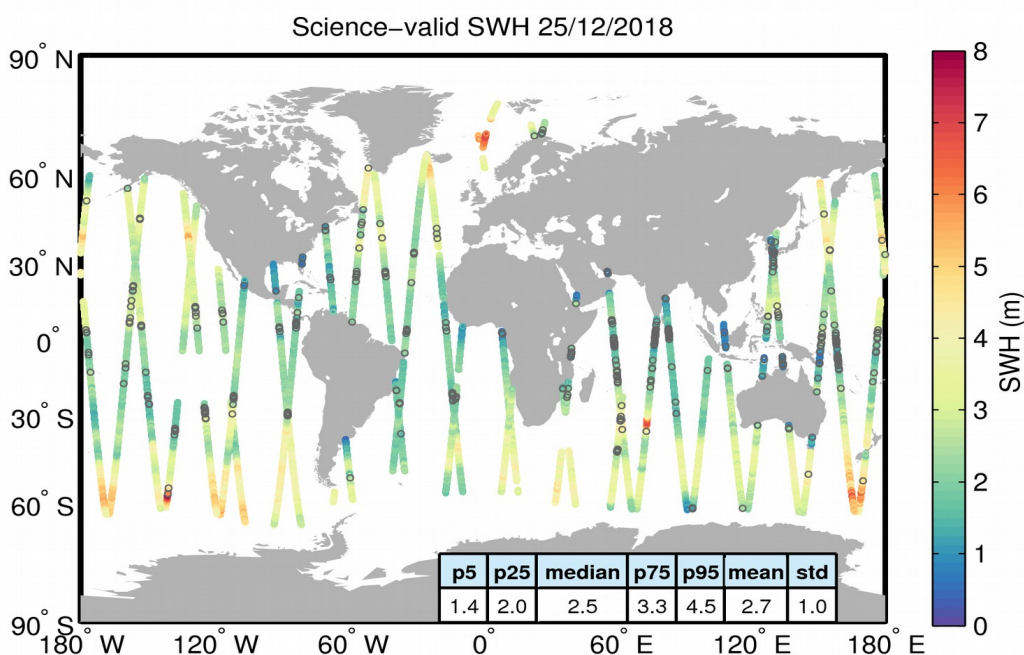 Science−valid SWH 25/12/2018
90° N
60° N
30° N
0°
30° S
60° S
90° S
180° W
120° W
60° W
0°
60° E
120° E
180° E
p5 p25 median p75 p95 mean std
1.4 2.0 2.5 3.3 4.5 2.7 1.0
8
7
6
5
4
3
2
1
0
SWH (m)